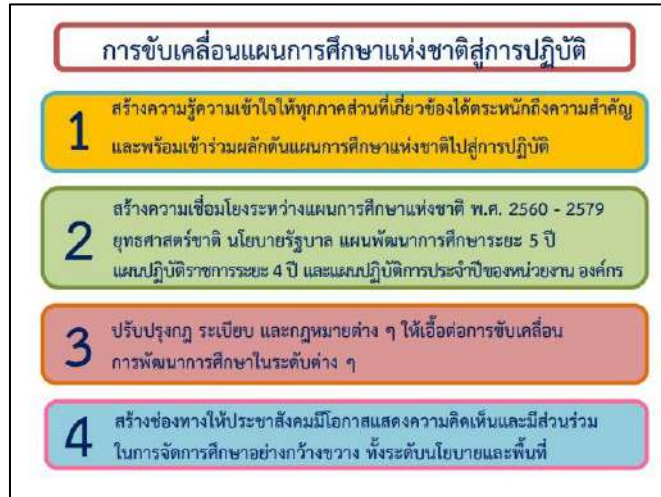 การขับเคลื่อนแผนการศึกษาแห่งชาติสู่การปฏิบัติ
1
สร้างความรู้ความเข้าใจให้ทุกภาคส่วนที่เกี่ยวข้องได้ตระหนักถึงความสำคัญ
และพร้อมเข้าร่วมผลักดันแผนการศึกษาแห่งชาติไปสู่การปฏิบัติ
2
สร้างความเชื่อมโยงระหว่างแผนการศึกษาแห่งชาติ พ.ศ. 2560 - 2579
ยุทธศาสตร์ชาติ นโยบายรัฐบาล แผนพัฒนาการศึกษาระยะ 5 ปี
แผนปฏิบัติราชการระยะ 4 ปี และแผนปฏิบัติการประจำปีของหน่วยงาน องค์กร
3
ปรับปรุงกฎ ระเบียบ และกฎหมายต่าง ๆ ให้เอื้อต่อการขับเคลื่อน
การพัฒนาการศึกษาในระดับต่าง ๆ
4
สร้างช่องทางให้ประชาสังคมมีโอกาสแสดงความคิดเห็นและมีส่วนร่วม
ในการจัดการศึกษาอย่างกว้างขวาง ทั้งระดับนโยบายและพื้นที่